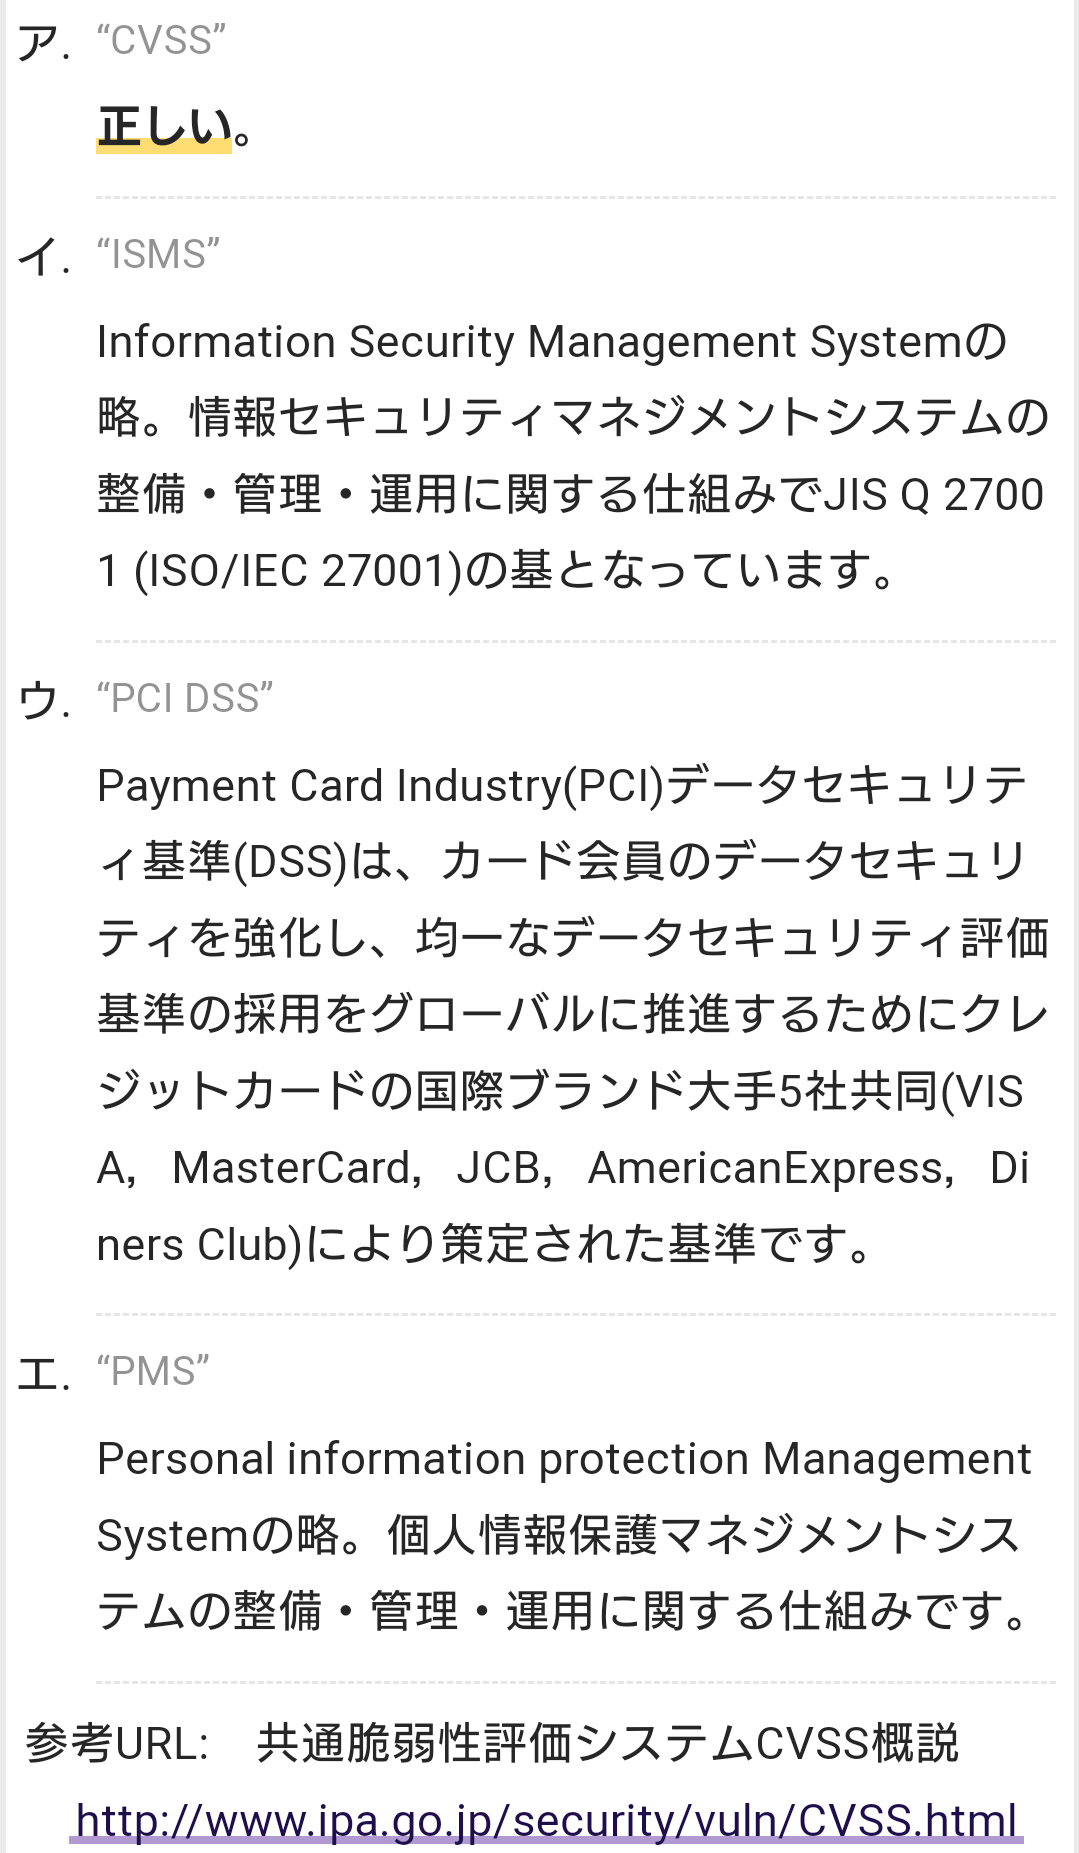 ア. “CVSS”
正しい。
イ. “ISMS”
Information Security Management Systemの
略。情報セキュリティマネジメントシステムの
整備・管理・運用に関する仕組みでJIS Q 2700
1 (ISO/IEC 27001)の基となっています。
ウ. “PCI DSS”
Payment Card Industry(PCI)データセキュリテ
ィ基準(DSS)は、カード会員のデータセキュリ
ティを強化し、均一なデータセキュリティ評価
基準の採用をグローバルに推進するためにクレ
ジットカードの国際ブランド大手5社共同(VIS
A，MasterCard，JCB，AmericanExpress，Di
ners Club)により策定された基準です。
エ. “PMS”
Personal information protection Management
Systemの略。個人情報保護マネジメントシス
テムの整備・管理・運用に関する仕組みです。
参考URL:　共通脆弱性評価システムCVSS概説
http://www.ipa.go.jp/security/vuln/CVSS.html